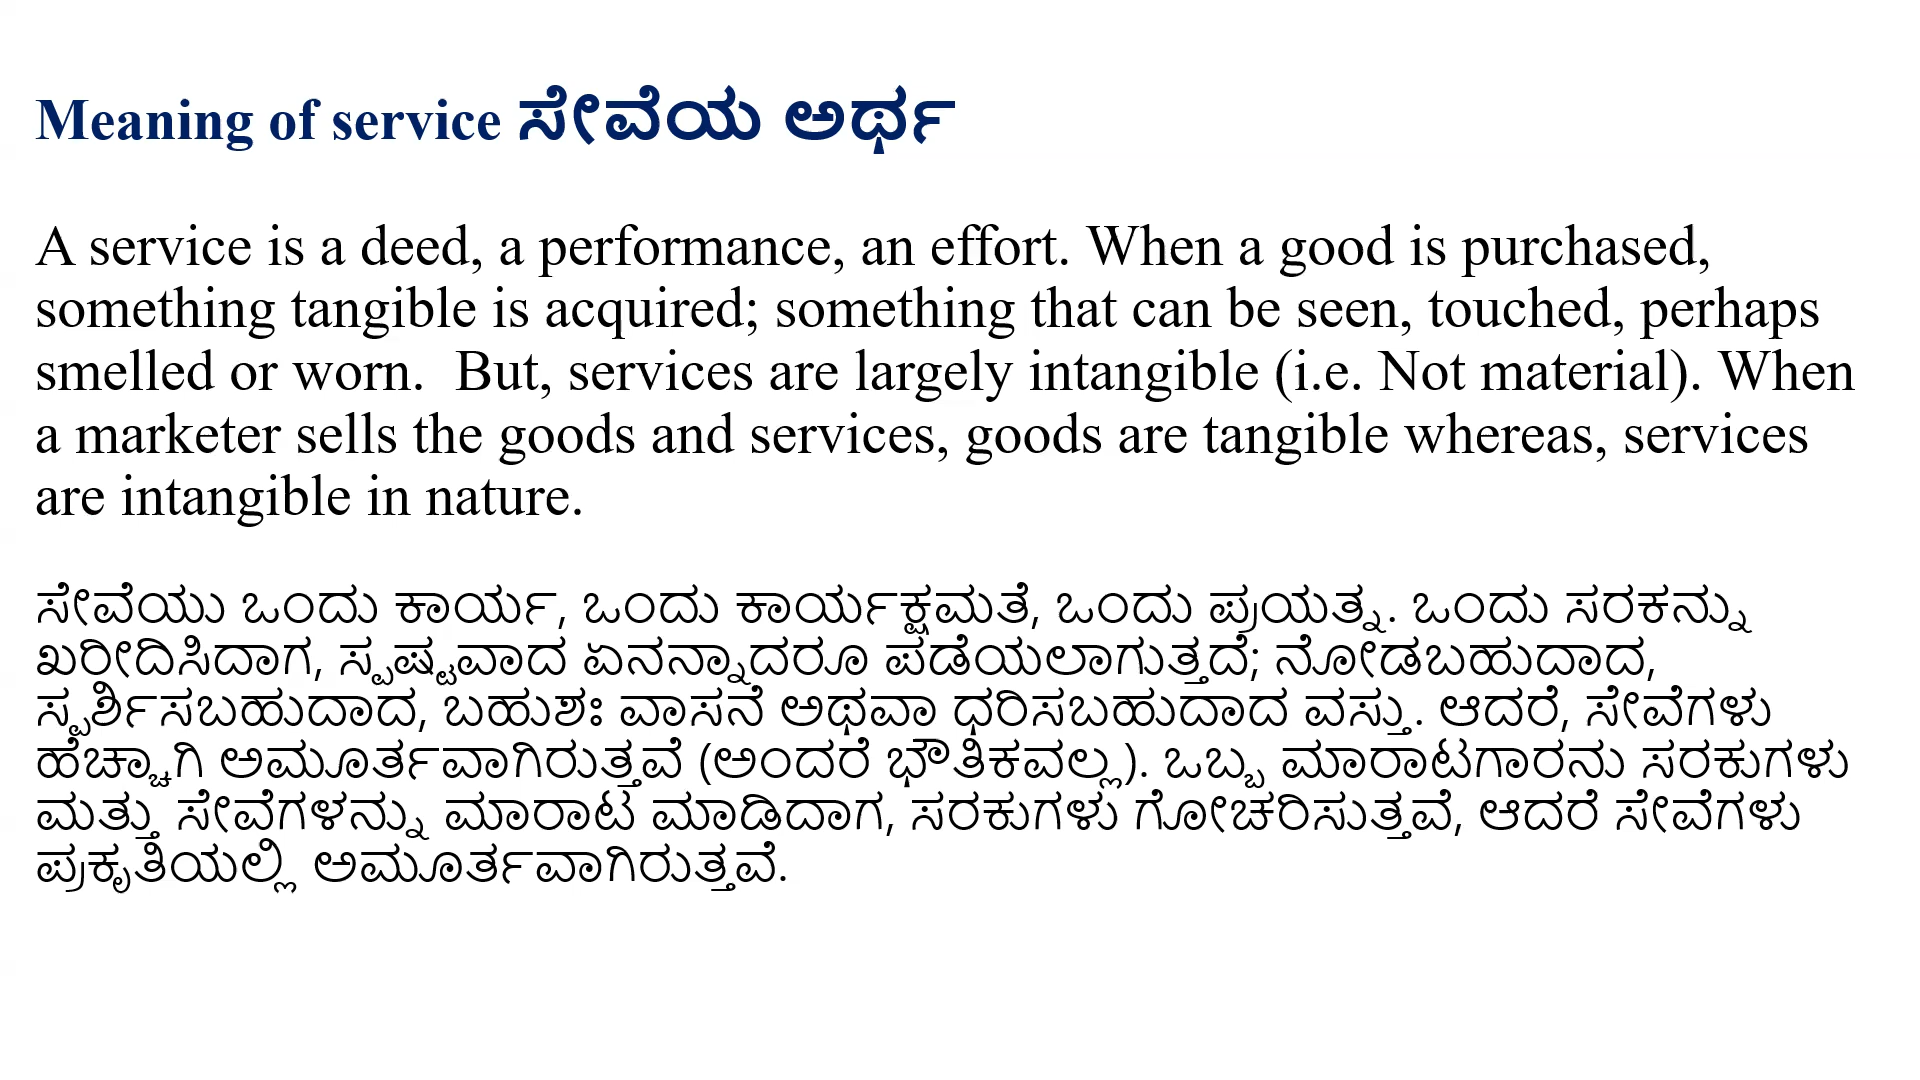 Meaning of service ಸೇವೆಯ ಅರ್ಥ
A service is a deed, a performance, an effort. When a good is purchased,
something tangible is acquired; something that can be seen, touched, perhaps
smelled or worn.  But, services are largely intangible (i.e. Not material). When
a marketer sells the goods and services, goods are tangible whereas, services
are intangible in nature.
ಸೇವೆಯು ಒಂದು ಕಾರ್ಯ, ಒಂದು ಕಾರ್ಯಕ್ಷಮತೆ, ಒಂದು ಪ್ರಯತ್ನ. ಒಂದು ಸರಕನ್ನು
ಖರೀದಿಸಿದಾಗ, ಸ್ಪಷ್ಟವಾದ ಏನನ್ನಾದರೂ ಪಡೆಯಲಾಗುತ್ತದೆ; ನೋಡಬಹುದಾದ,
ಸ್ಪರ್ಶಿಸಬಹುದಾದ, ಬಹುಶಃ ವಾಸನೆ ಅಥವಾ ಧರಿಸಬಹುದಾದ ವಸ್ತು. ಆದರೆ, ಸೇವೆಗಳು
ಹೆಚ್ಚಾಗಿ ಅಮೂರ್ತವಾಗಿರುತ್ತವೆ (ಅಂದರೆ ಭೌತಿಕವಲ್ಲ). ಒಬ್ಬ ಮಾರಾಟಗಾರನು ಸರಕುಗಳು
ಮತ್ತು ಸೇವೆಗಳನ್ನು ಮಾರಾಟ ಮಾಡಿದಾಗ, ಸರಕುಗಳು ಗೋಚರಿಸುತ್ತವೆ, ಆದರೆ ಸೇವೆಗಳು
ಪ್ರಕೃತಿಯಲ್ಲಿ ಅಮೂರ್ತವಾಗಿರುತ್ತವೆ.